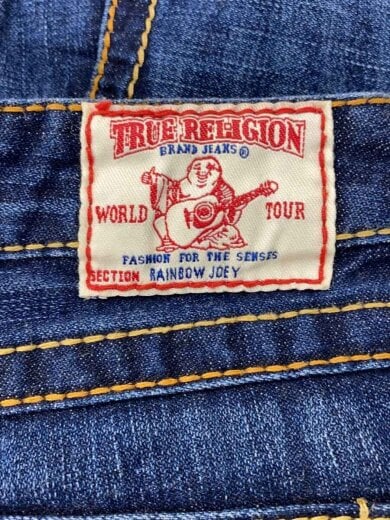 TRUE RELIGION
BRAND JEANS®
WORLD TOUR
FASHION FOR THE SENSES
SECTION RAINBOW JOEY